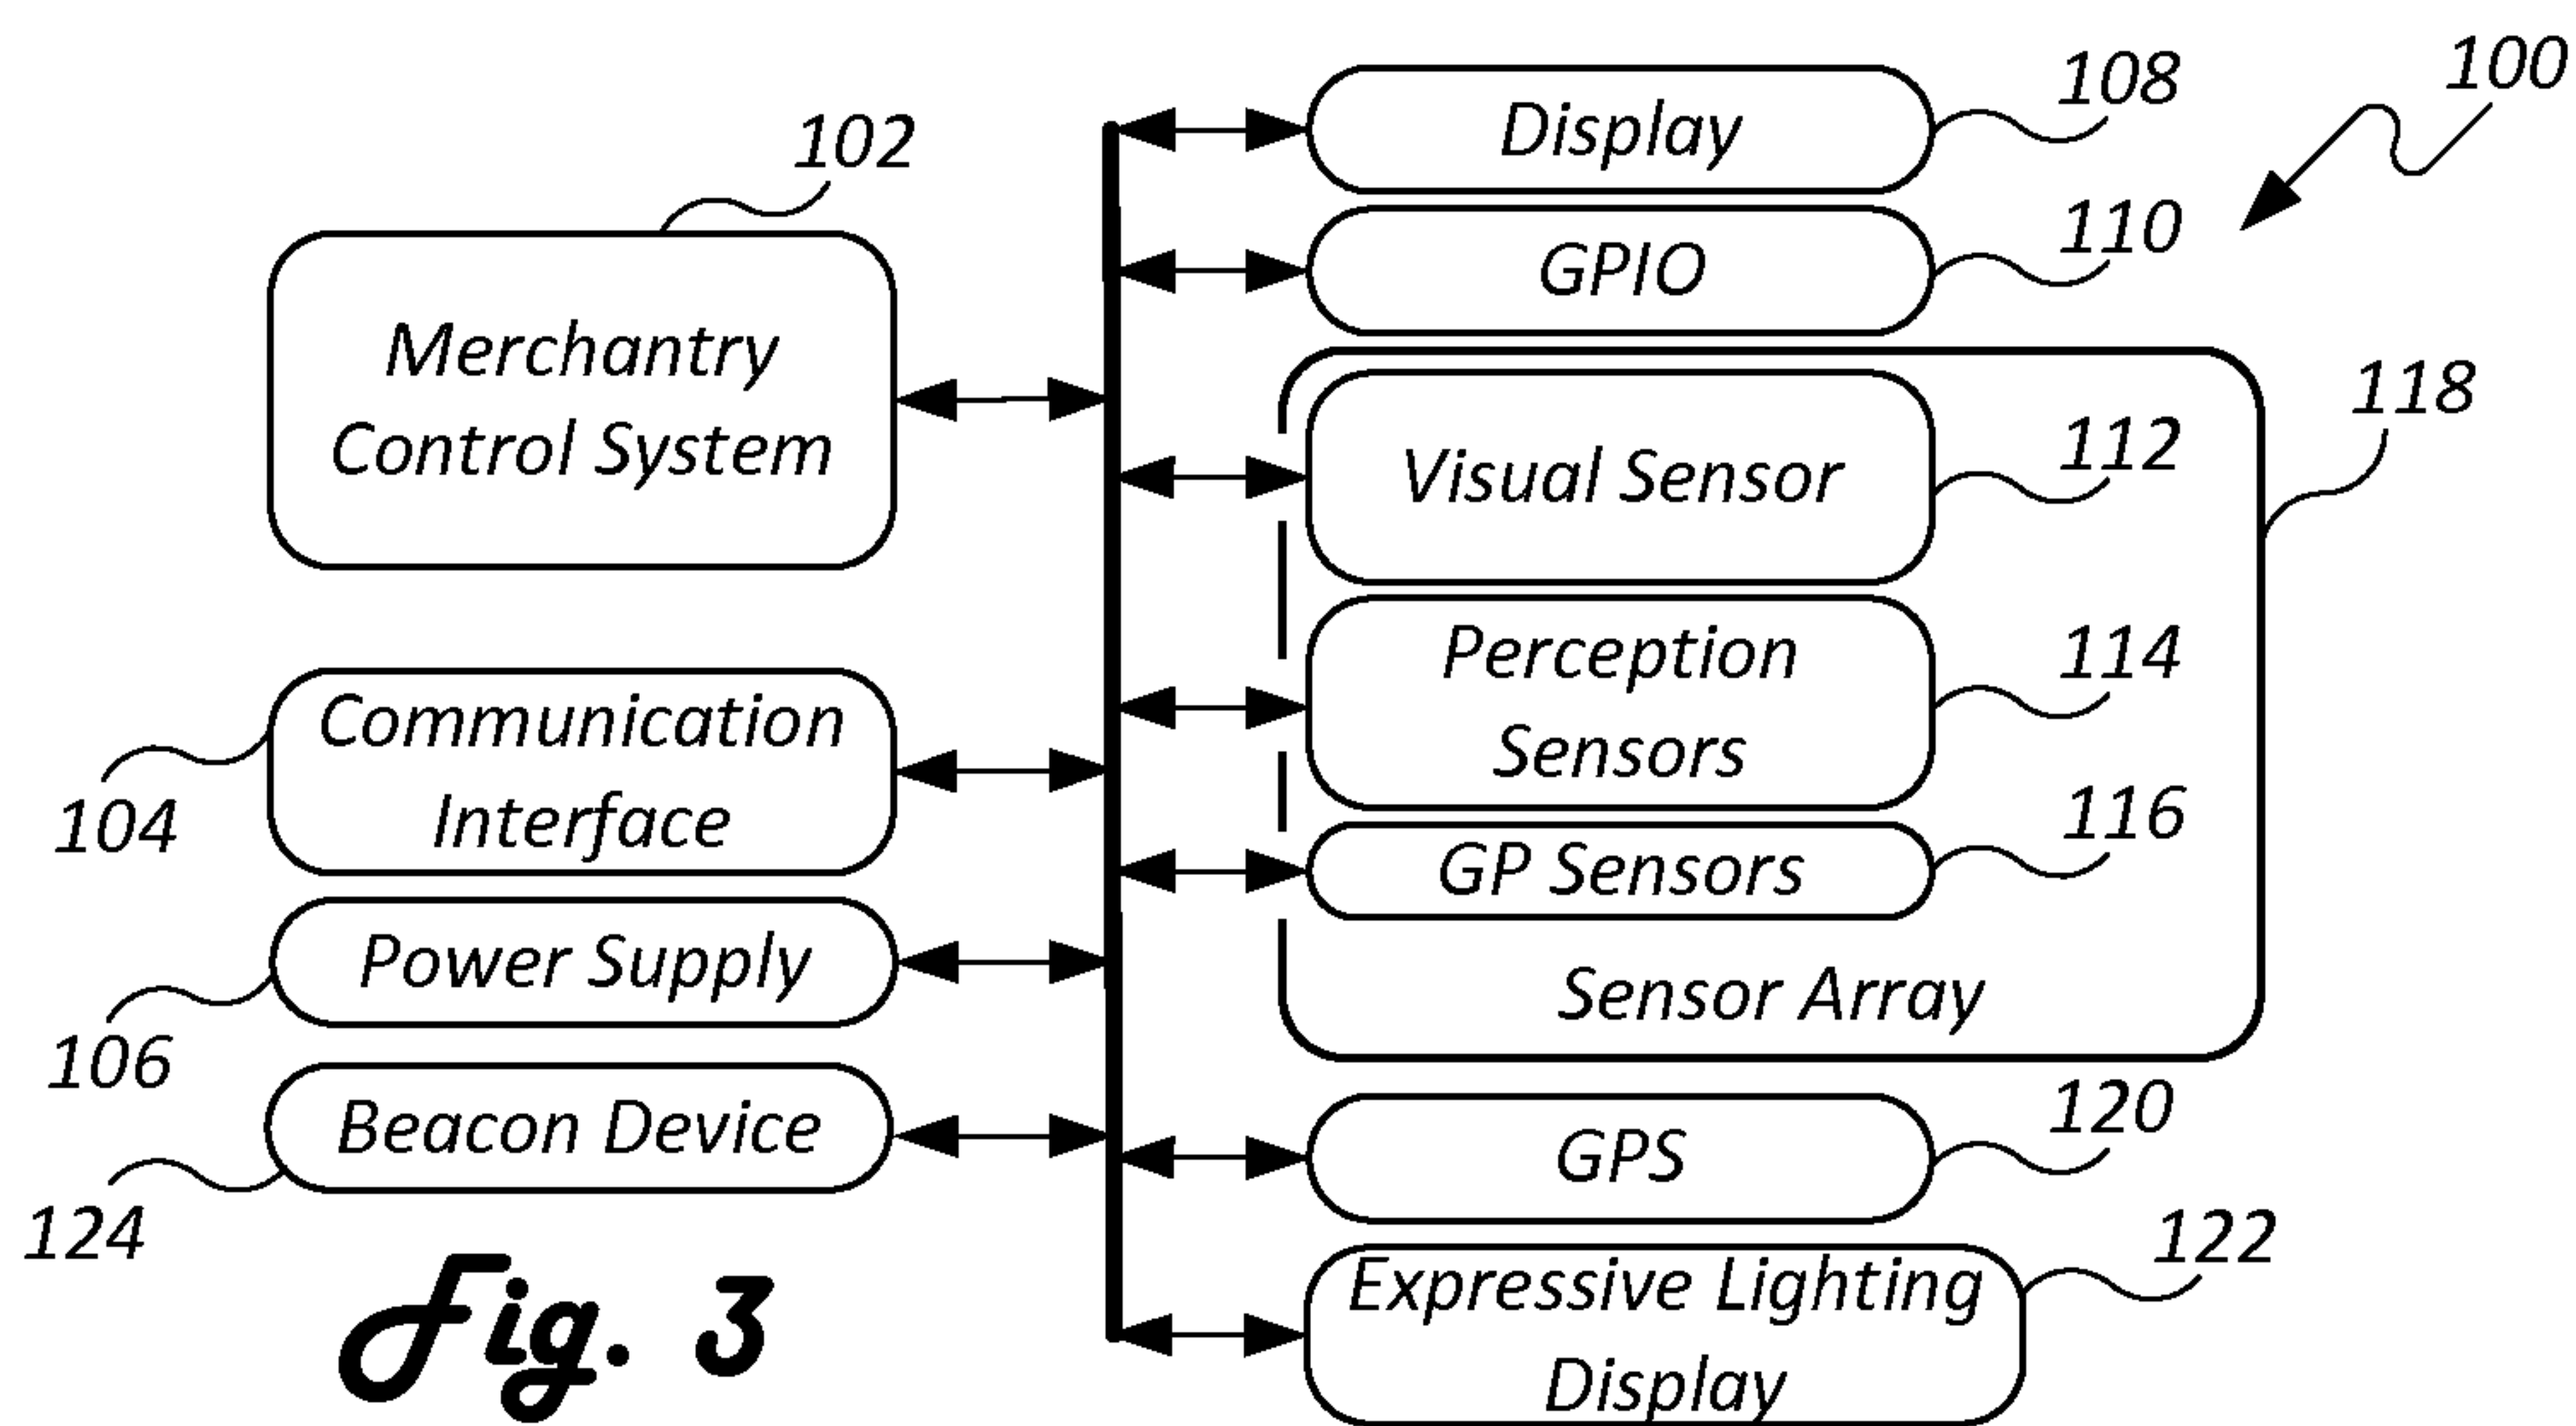 100
102
Merchantry
Control System
104
Communication
Interface
106
Power Supply
124
Beacon Device
108
Display
110
GPIO
118
112
Visual Sensor
114
Perception
Sensors
116
GP Sensors
Sensor Array
120
GPS
122
Expressive Lighting
Display
Fig. 3